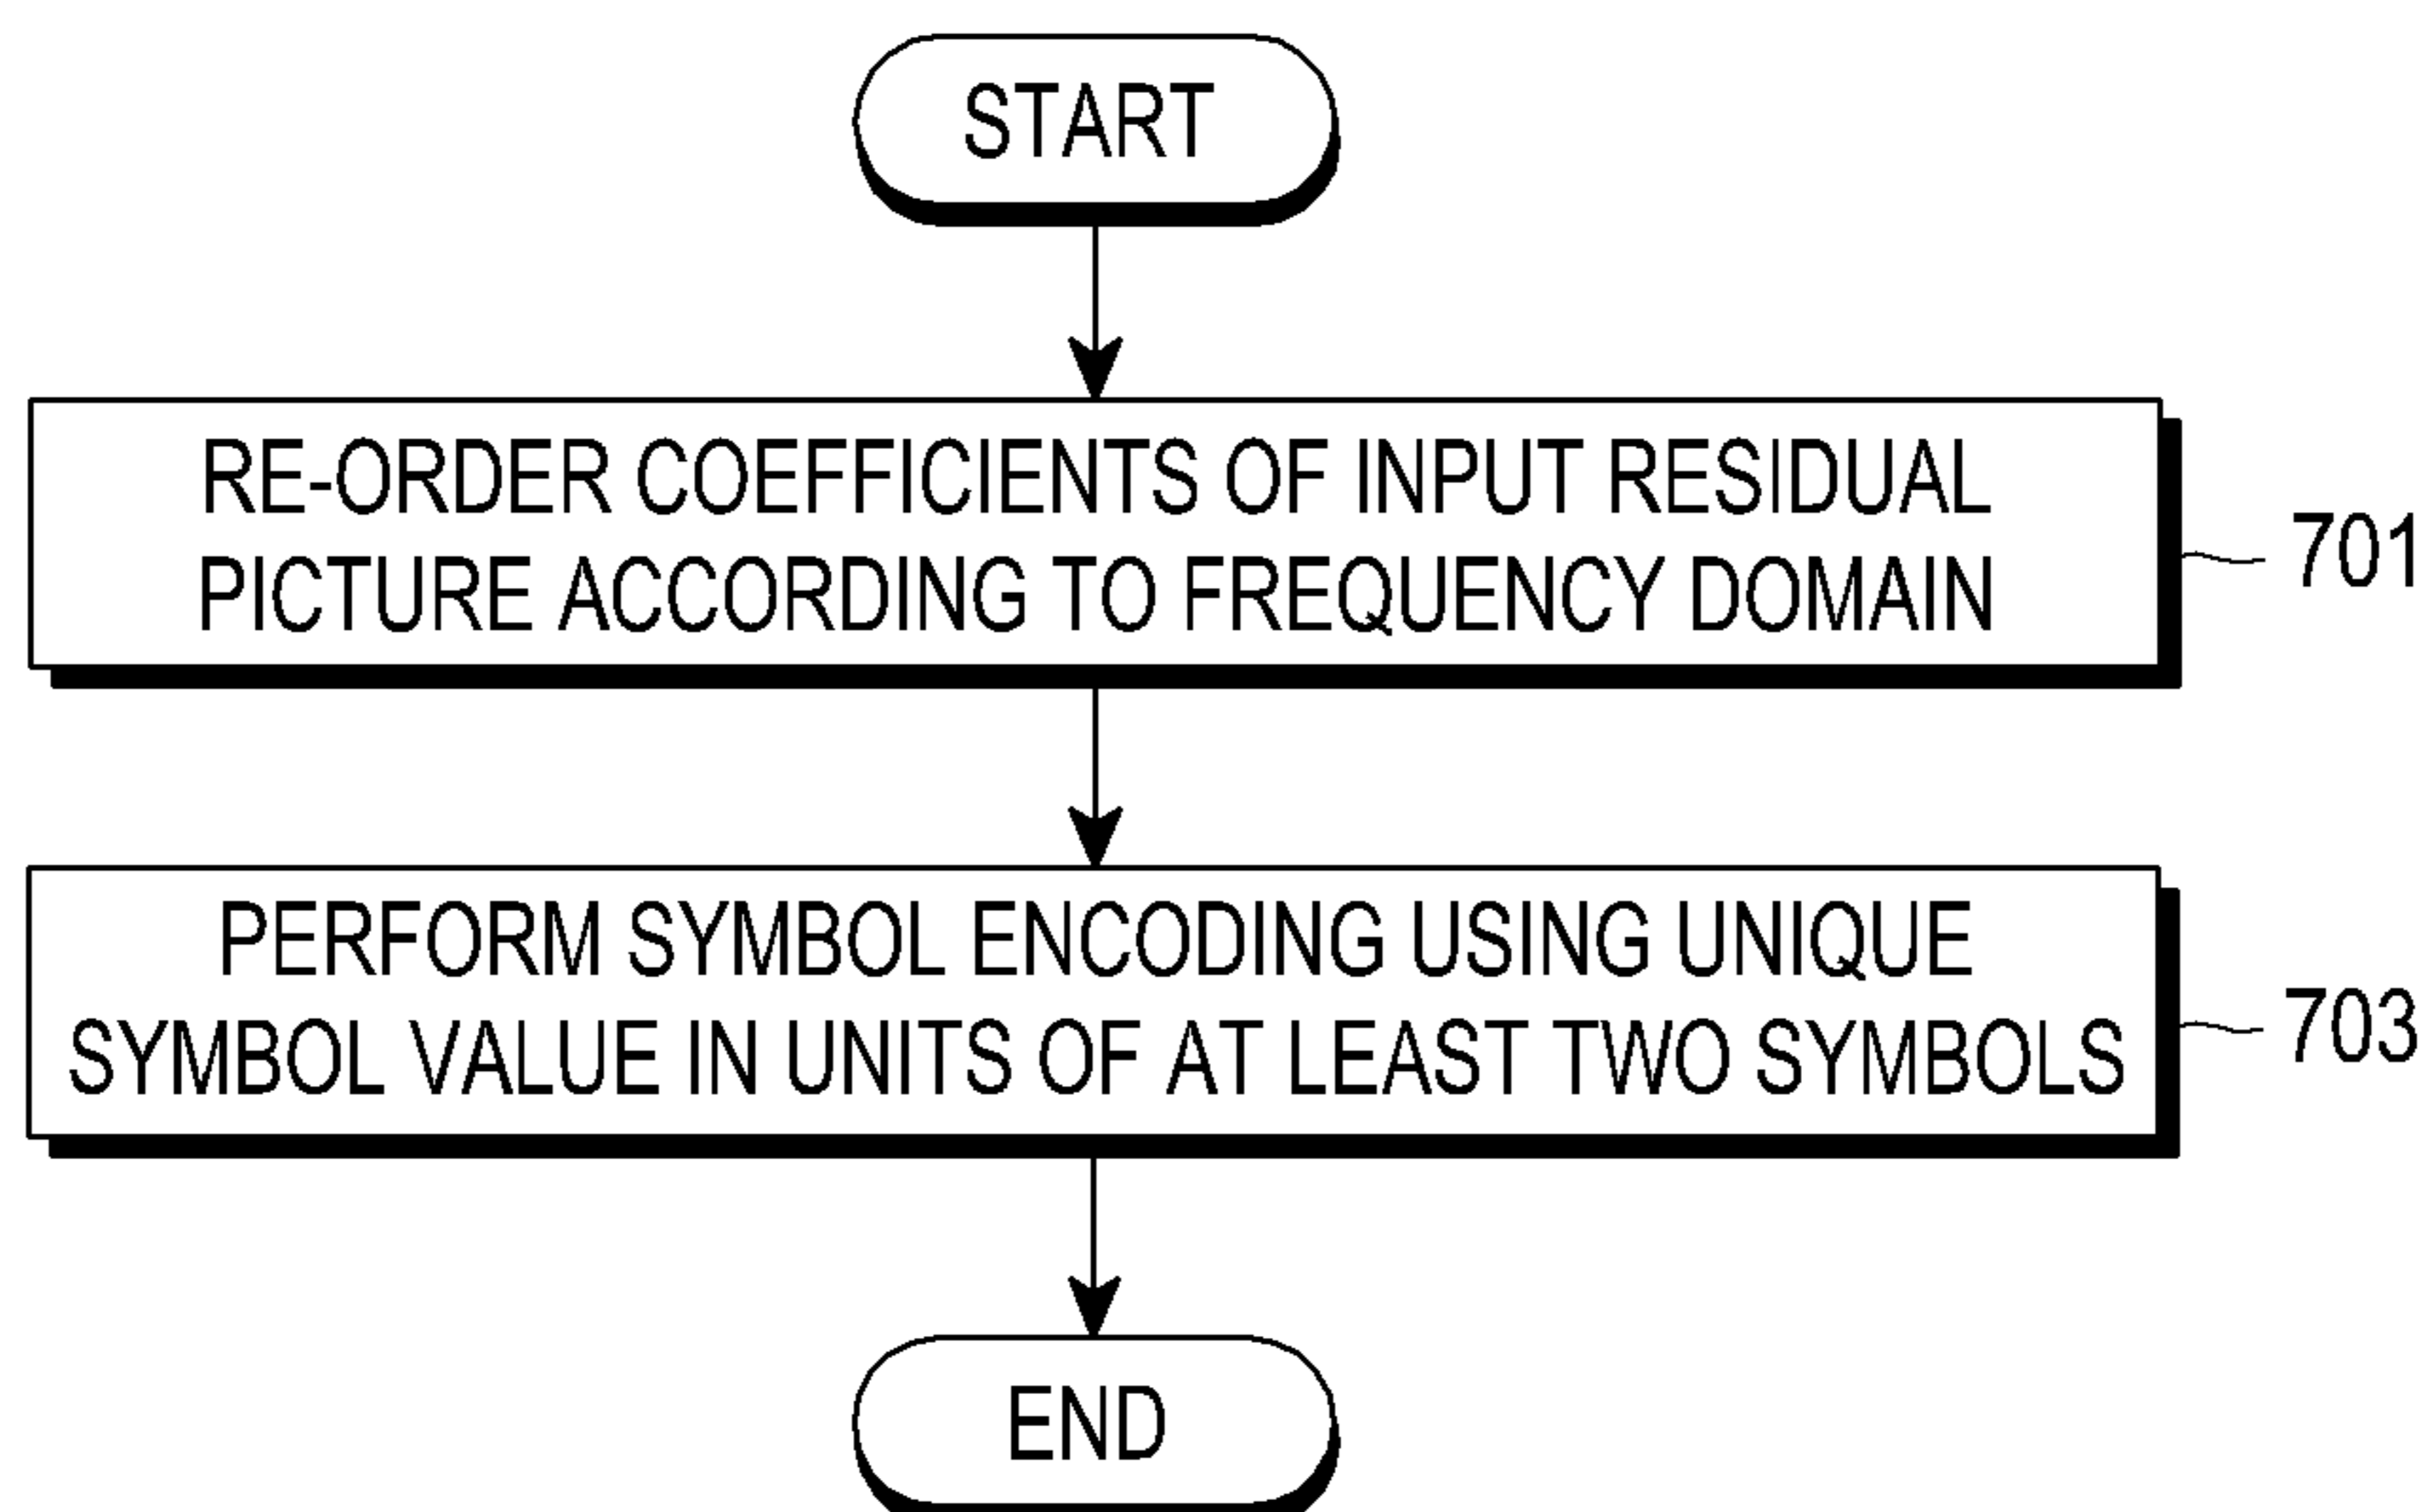 START
RE-ORDER COEFFICIENTS OF INPUT RESIDUAL
PICTURE ACCORDING TO FREQUENCY DOMAIN
701
PERFORM SYMBOL ENCODING USING UNIQUE
SYMBOL VALUE IN UNITS OF AT LEAST TWO SYMBOLS
703
END